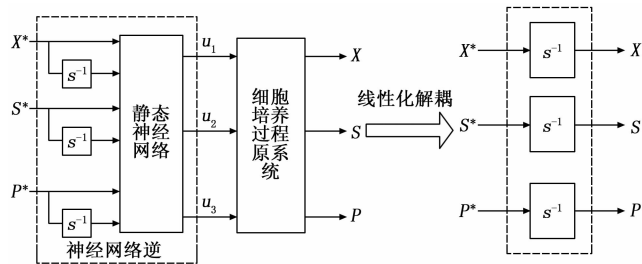 X*
s⁻¹
S*
s⁻¹
P*
s⁻¹
静态
神经
网络
神经网络逆
u₁
u₂
u₃
细胞
培养
过程
原系
统
X
S
P
线性化解耦
X*
s⁻¹
X
S*
s⁻¹
S
P*
s⁻¹
P